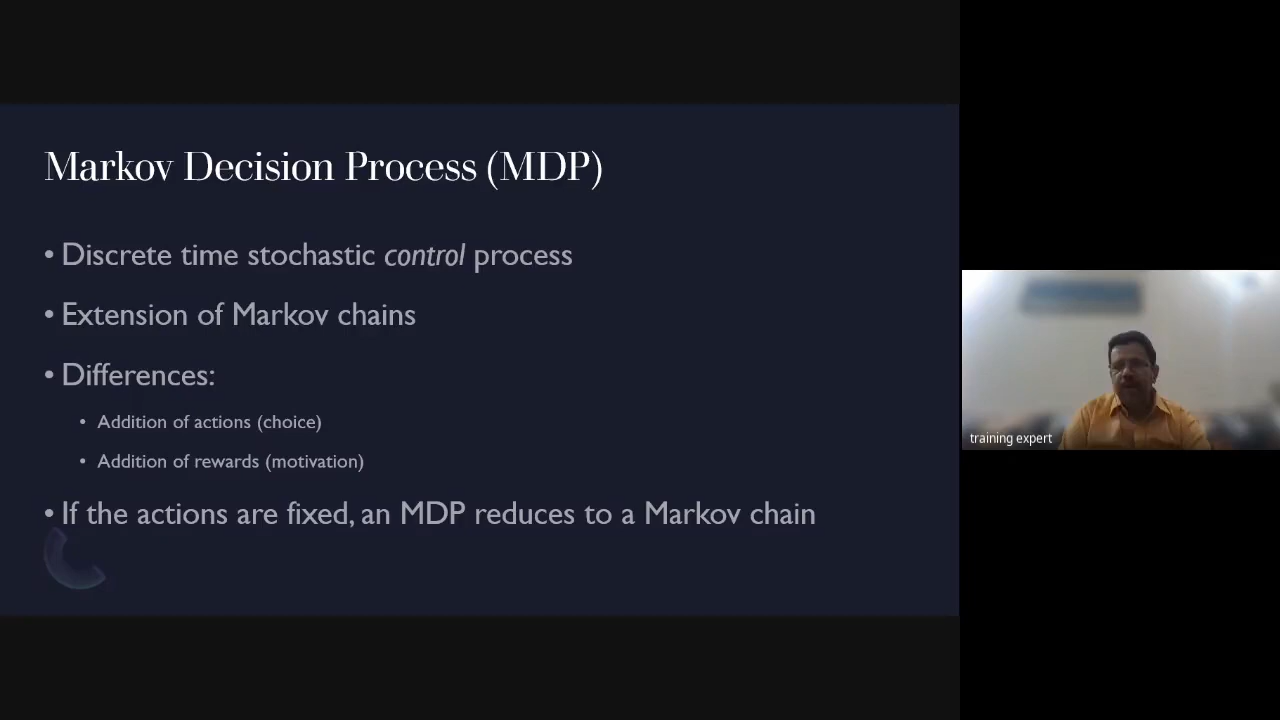 Markov Decision Process (MDP)
• Discrete time stochastic control process
• Extension of Markov chains
• Differences:
• Addition of actions (choice)
• Addition of rewards (motivation)
• If the actions are fixed, an MDP reduces to a Markov chain
training expert